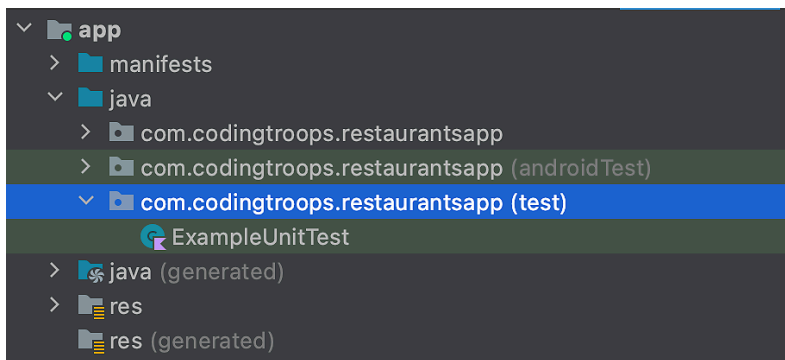 app
manifests
java
com.codingtroops.restaurantsapp
com.codingtroops.restaurantsapp (androidTest)
com.codingtroops.restaurantsapp (test)
ExampleUnitTest
java (generated)
res
res (generated)